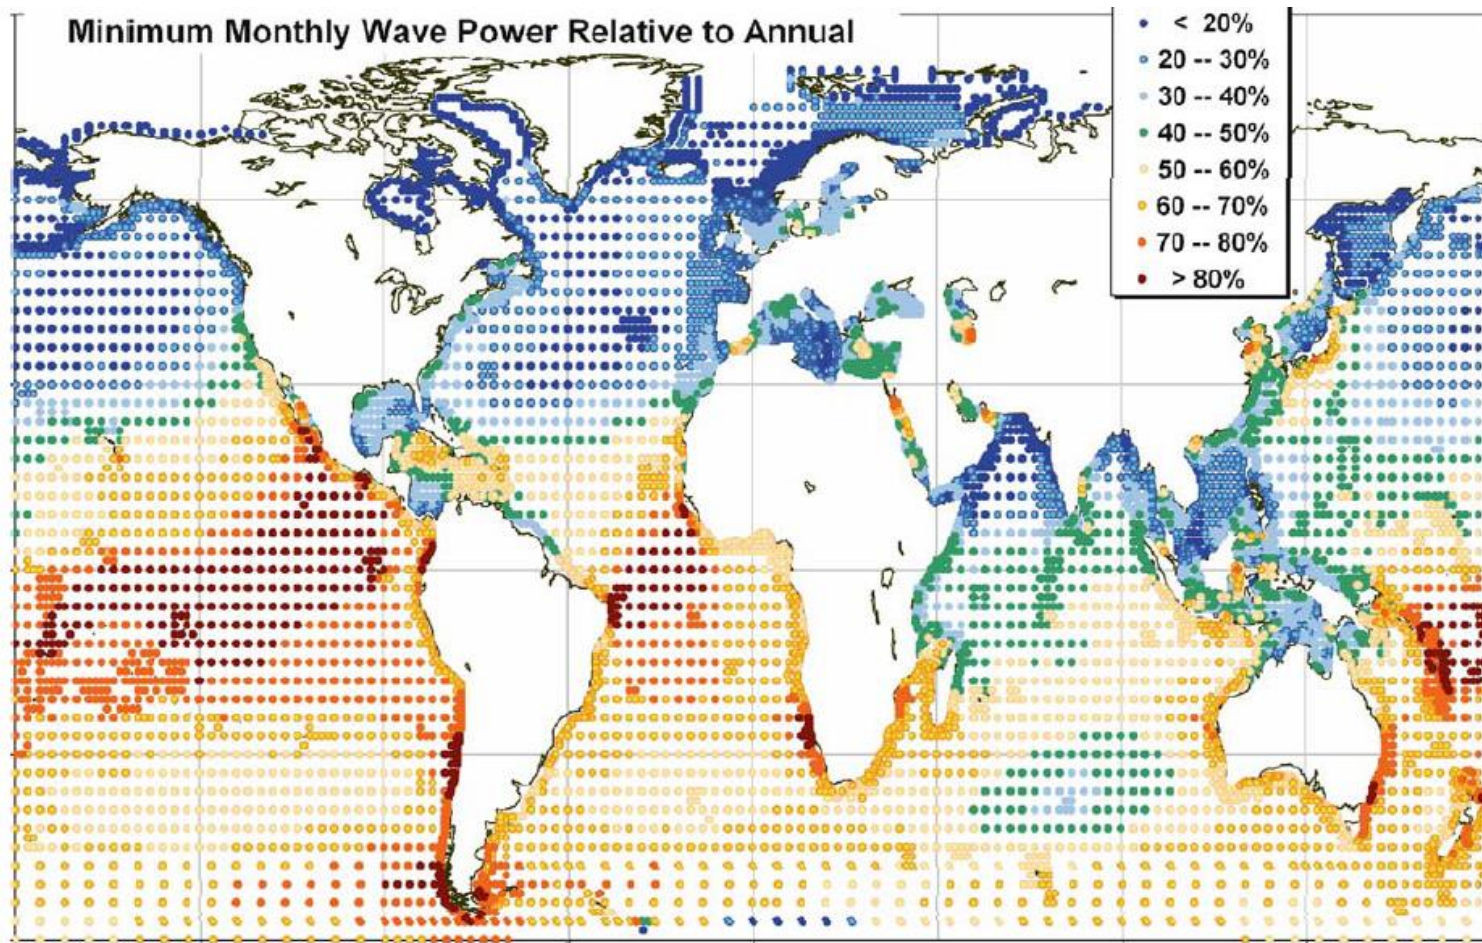 Minimum Monthly Wave Power Relative to Annual
< 20%
20 -- 30%
30 -- 40%
40 -- 50%
50 -- 60%
60 -- 70%
70 -- 80%
> 80%